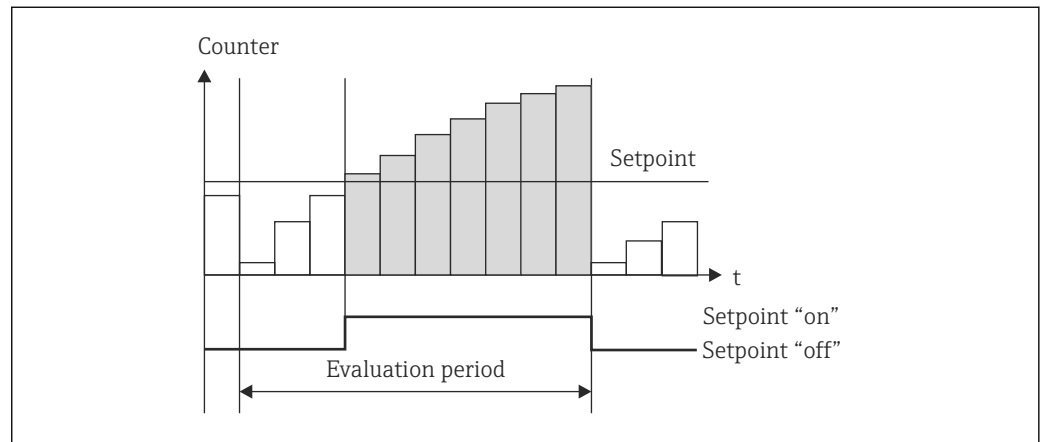 Counter
Setpoint
t
Setpoint “on”
Setpoint “off”
Evaluation period